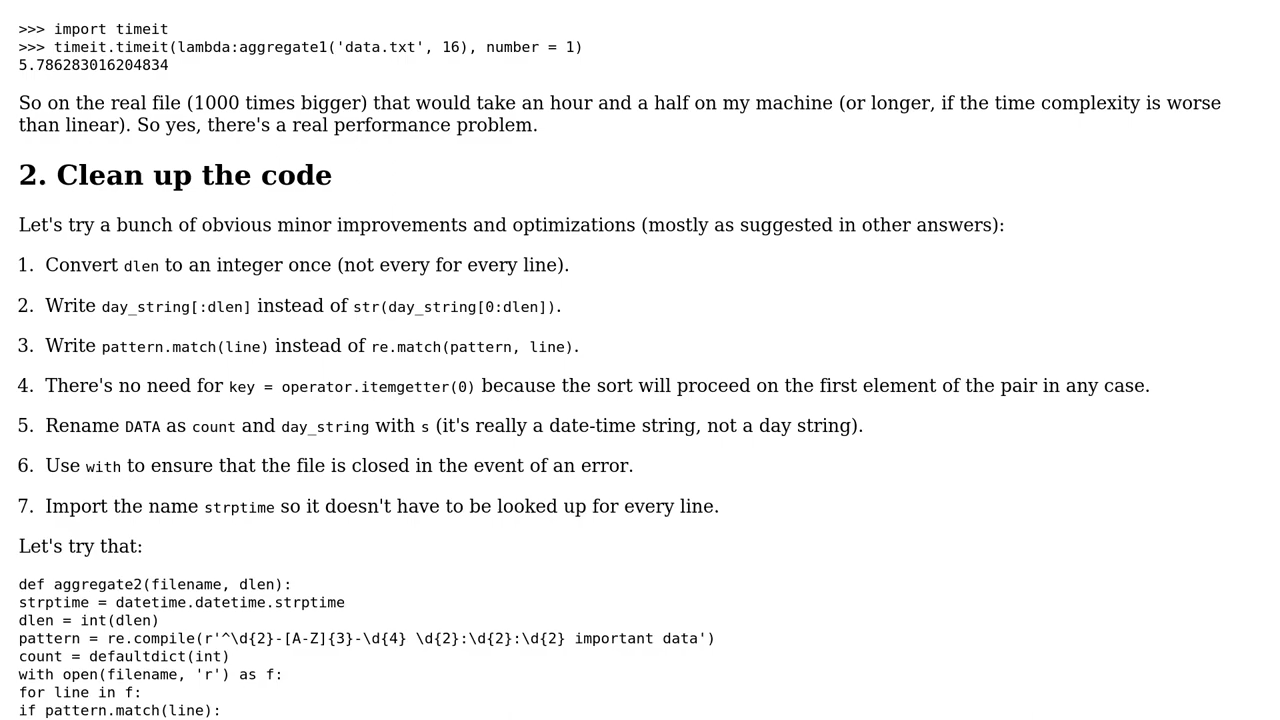 >>> import timeit
>>> timeit.timeit(lambda:aggregate1('data.txt', 16), number = 1)
5.786283016204834
So on the real file (1000 times bigger) that would take an hour and a half on my machine (or longer, if the time complexity is worse
than linear). So yes, there's a real performance problem.
2. Clean up the code
Let's try a bunch of obvious minor improvements and optimizations (mostly as suggested in other answers):
1. Convert dlen to an integer once (not every for every line).
2. Write day_string[:dlen] instead of str(day_string[0:dlen]).
3. Write pattern.match(line) instead of re.match(pattern, line).
4. There's no need for key = operator.itemgetter(0) because the sort will proceed on the first element of the pair in any case.
5. Rename DATA as count and day_string with s (it's really a date-time string, not a day string).
6. Use with to ensure that the file is closed in the event of an error.
7. Import the name strptime so it doesn't have to be looked up for every line.
Let's try that:
def aggregate2(filename, dlen):
strptime = datetime.datetime.strptime
dlen = int(dlen)
pattern = re.compile(r'^\d{2}-[A-Z]{3}-\d{4} \d{2}:\d{2}:\d{2} important data')
count = defaultdict(int)
with open(filename, 'r') as f:
for line in f:
if pattern.match(line):